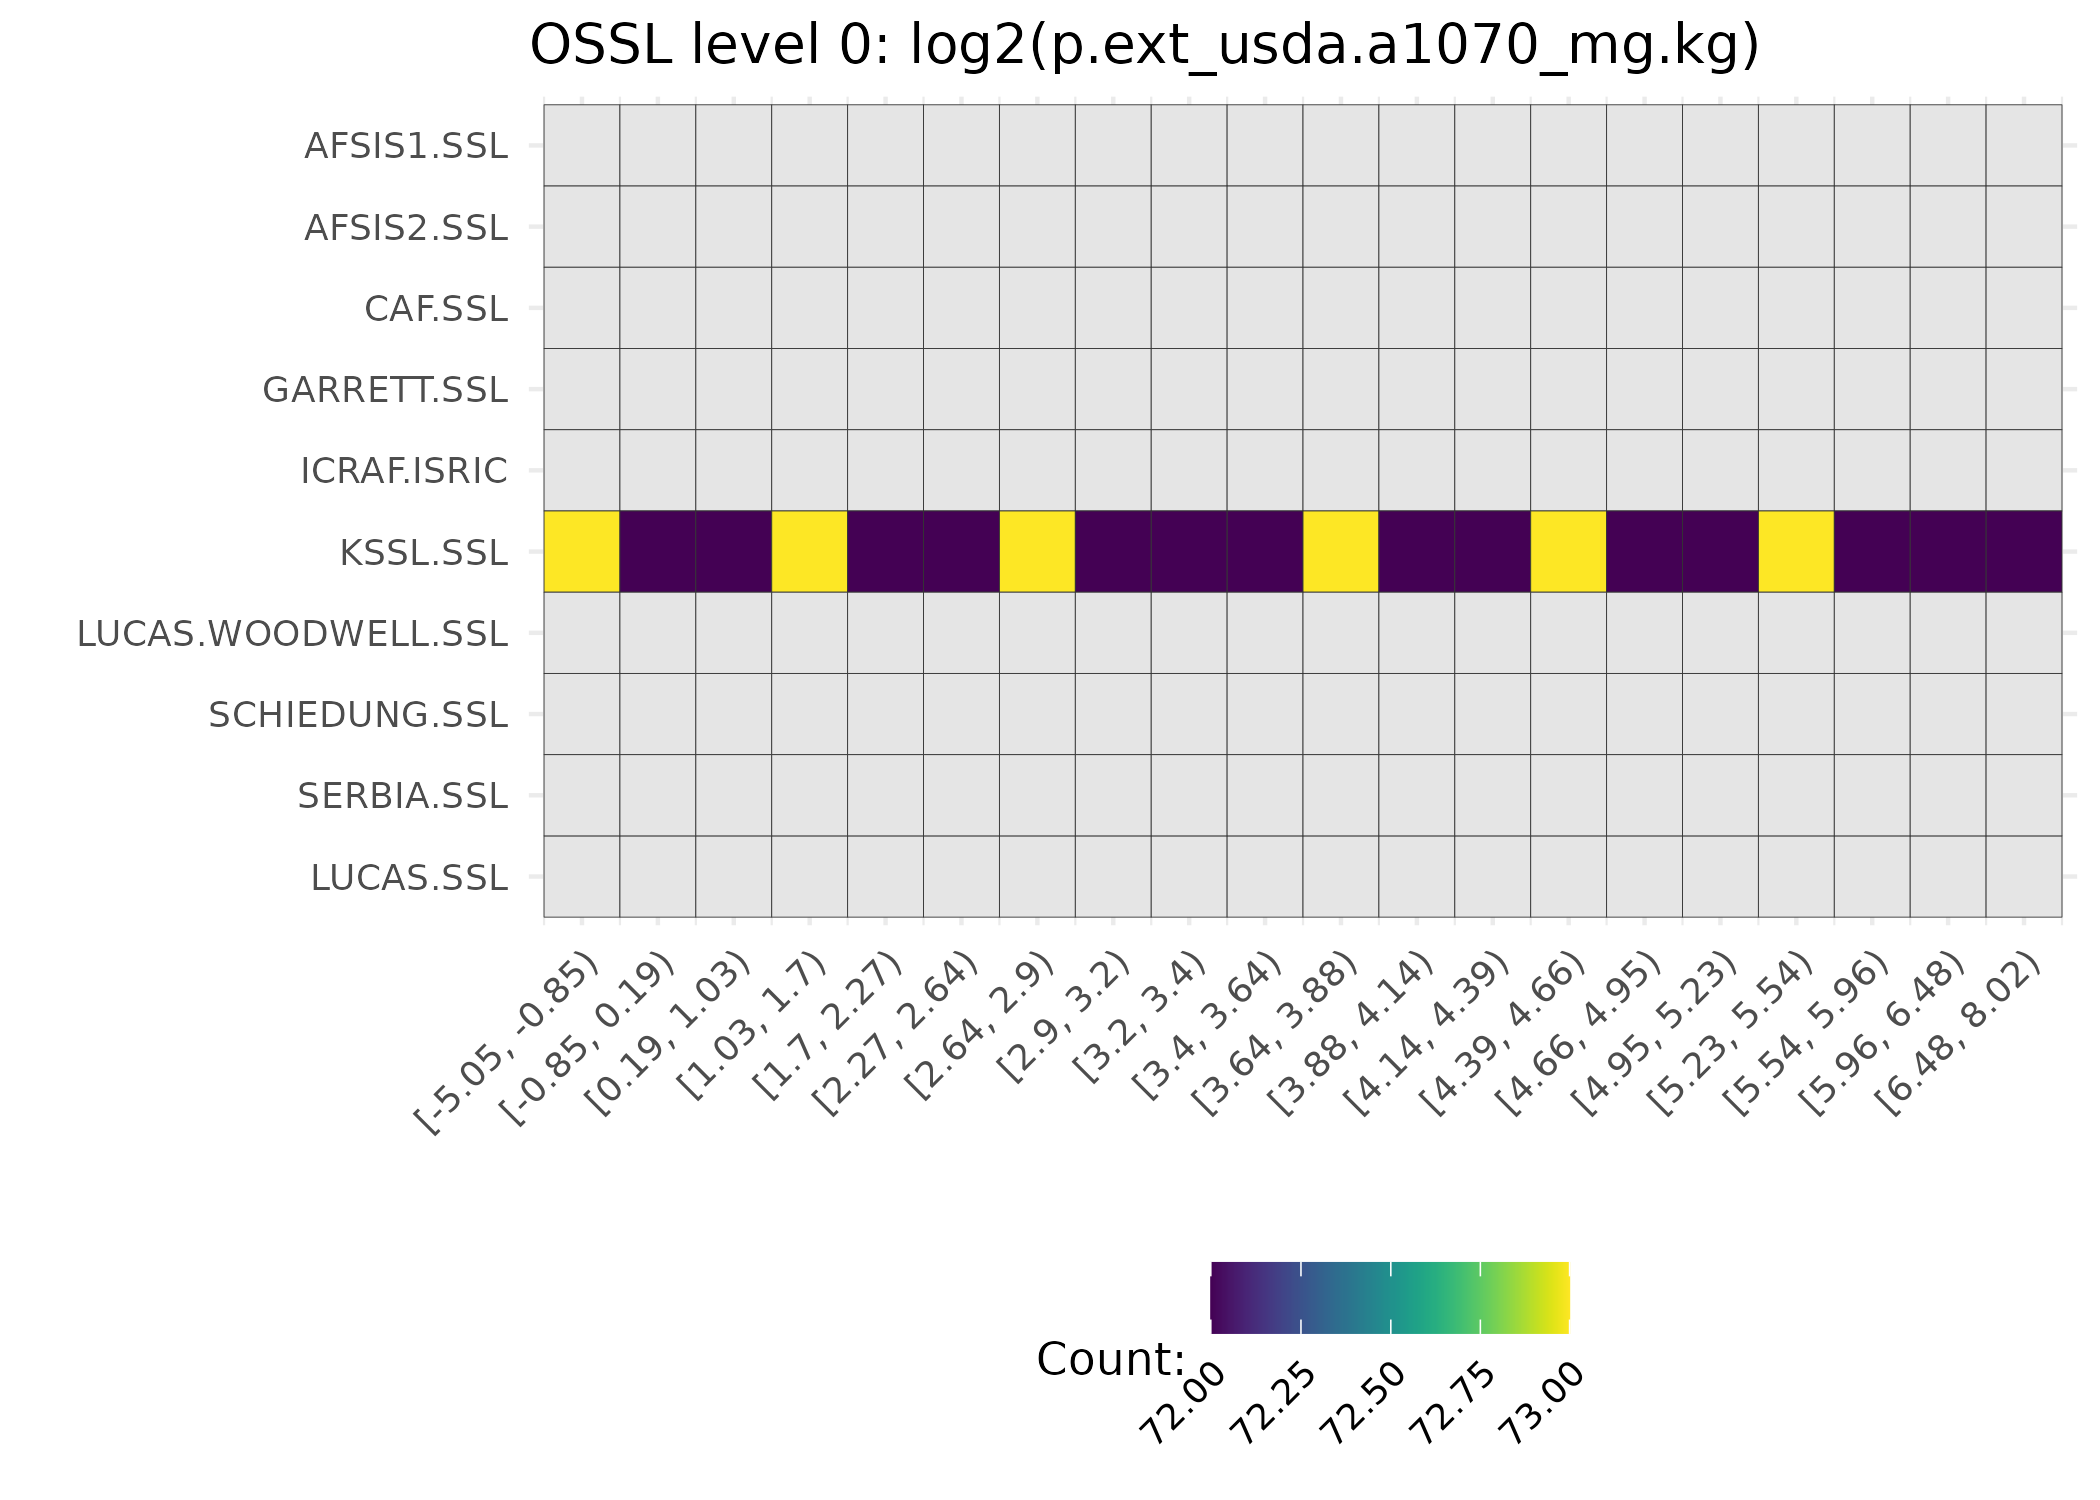 OSSL level 0: log2(p.ext_usda.a1070_mg.kg)
AFSIS1.SSL
AFSIS2.SSL
CAF.SSL
GARRETT.SSL
ICRAF.ISRIC
KSSL.SSL
LUCAS.WOODWELL.SSL
SCHIEDUNG.SSL
SERBIA.SSL
LUCAS.SSL
[-5.05, -0.85)
[-0.85, 0.19)
[0.19, 1.03)
[1.03, 1.7)
[1.7, 2.27)
[2.27, 2.64)
[2.64, 2.9)
[2.9, 3.2)
[3.2, 3.4)
[3.4, 3.64)
[3.64, 3.88)
[3.88, 4.14)
[4.14, 4.39)
[4.39, 4.66)
[4.66, 4.95)
[4.95, 5.23)
[5.23, 5.54)
[5.54, 5.96)
[5.96, 6.48)
[6.48, 8.02)
Count:
72.00
72.25
72.50
72.75
73.00